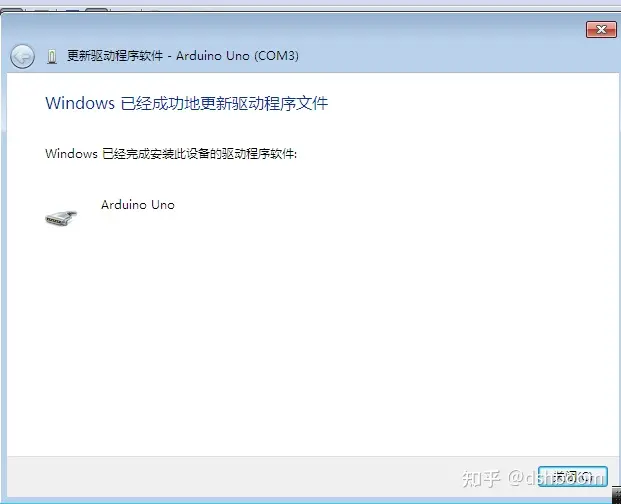 更新驱动程序软件 - Arduino Uno (COM3)
Windows 已经成功地更新驱动程序文件
Windows 已经完成安装此设备的驱动程序软件:
Arduino Uno
关闭(C)
知乎 @dshboom